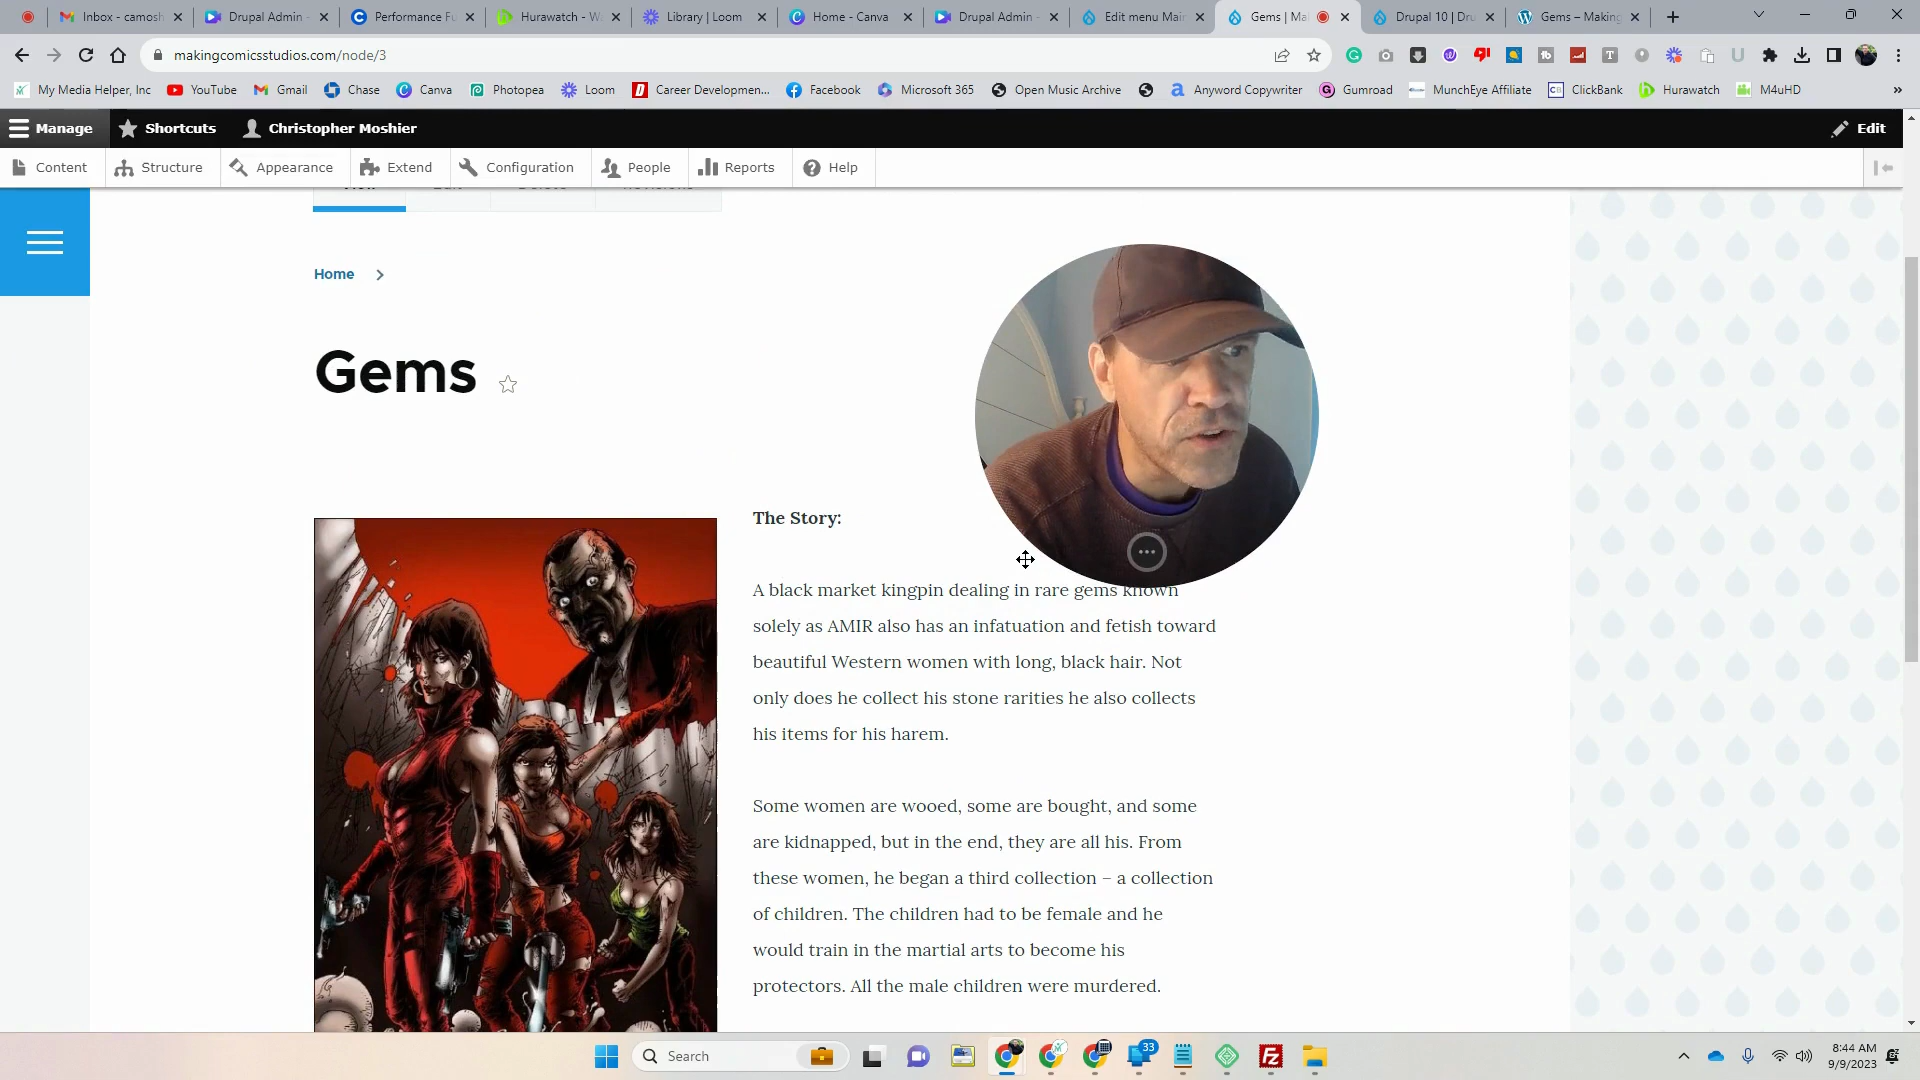 Inbox - camosh
Drupal Admin -
Performance Fu
Hurawatch - W
Library | Loom
Home - Canva
Drupal Admin -
Edit menu Main
Gems | Ma
Drupal 10 | Dru
Gems – Making
makingcomicsstudios.com/node/3
My Media Helper, Inc
YouTube
Gmail
Chase
Canva
Photopea
Loom
Career Developmen...
Facebook
Microsoft 365
Open Music Archive
Anyword Copywriter
Gumroad
MunchEye Affiliate
ClickBank
Hurawatch
M4uHD
Manage
Shortcuts
Christopher Moshier
Edit
Content
Structure
Appearance
Extend
Configuration
People
Reports
Help
Home
Gems
The Story:
A black market kingpin dealing in rare gems known
solely as AMIR also has an infatuation and fetish toward
beautiful Western women with long, black hair. Not
only does he collect his stone rarities he also collects
his items for his harem.
Some women are wooed, some are bought, and some
are kidnapped, but in the end, they are all his. From
these women, he began a third collection – a collection
of children. The children had to be female and he
would train in the martial arts to become his
protectors. All the male children were murdered.
Search
33
8:44 AM
9/9/2023